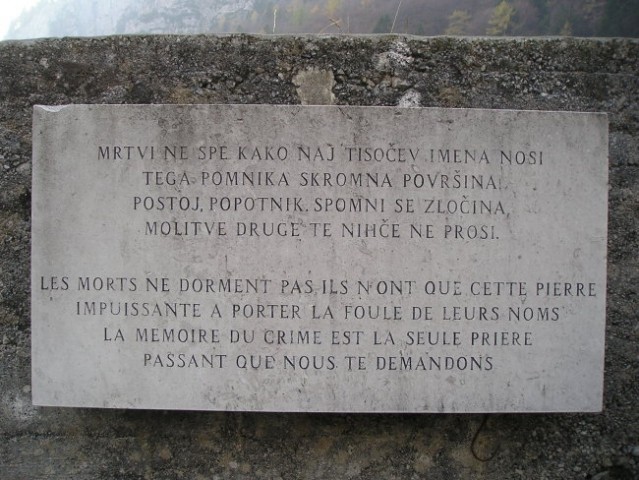 MRTVI NE SPE. KAKO NAJ TISOČEV IMENA NOSI
TEGA POMNIKA SKROMNA POVRŠINA.
POSTOJ, POPOTNIK. SPOMNI SE ZLOČINA,
MOLITVE DRUGE TE NIHČE NE PROSI.
LES MORTS NE DORMENT PAS ILS N'ONT QUE CETTE PIERRE
IMPUISSANTE A PORTER LA FOULE DE LEURS NOMS
LA MEMOIRE DU CRIME EST LA SEULE PRIERE
PASSANT QUE NOUS TE DEMANDONS